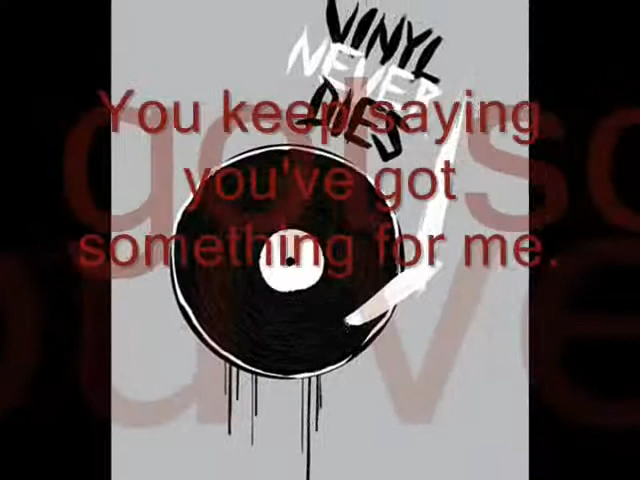 VINYL
NEVER
DIES
You keep saying
you've got
something for me.